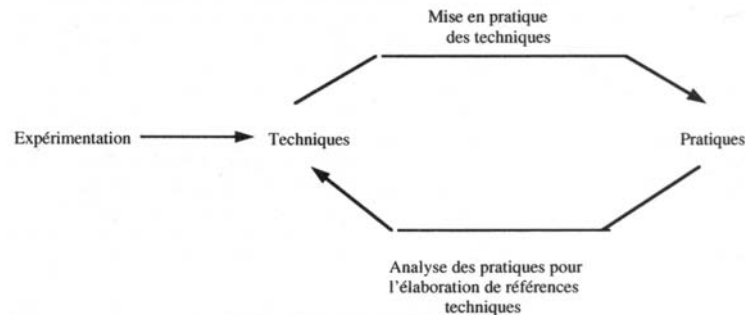 Mise en pratique
des techniques
Expérimentation
Techniques
Pratiques
Analyse des pratiques pour
l'élaboration de références
techniques